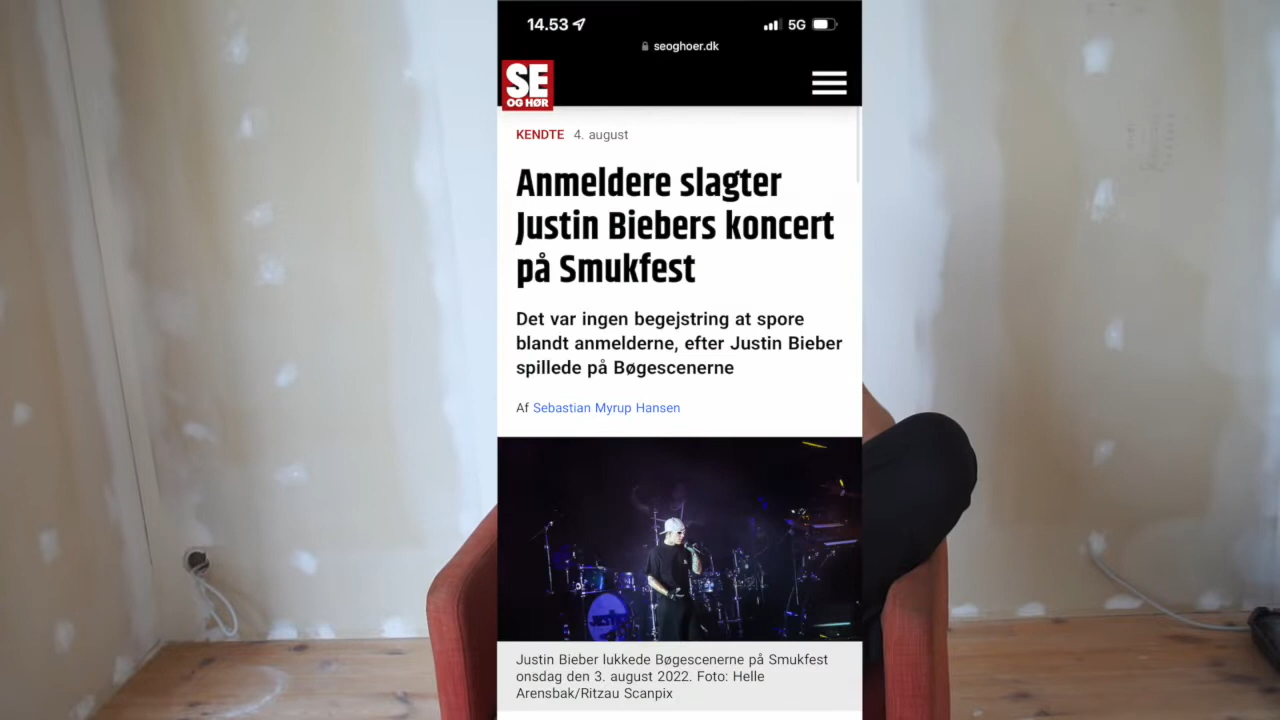 14.53
5G
seoghoer.dk
SE
OG HØR
KENDTE 4. august
Anmeldere slagter
Justin Biebers koncert
på Smukfest
Det var ingen begejstring at spore
blandt anmelderne, efter Justin Bieber
spillede på Bøgescenerne
Af Sebastian Myrup Hansen
Justin Bieber lukkede Bøgescenerne på Smukfest
onsdag den 3. august 2022. Foto: Helle
Arensbak/Ritzau Scanpix